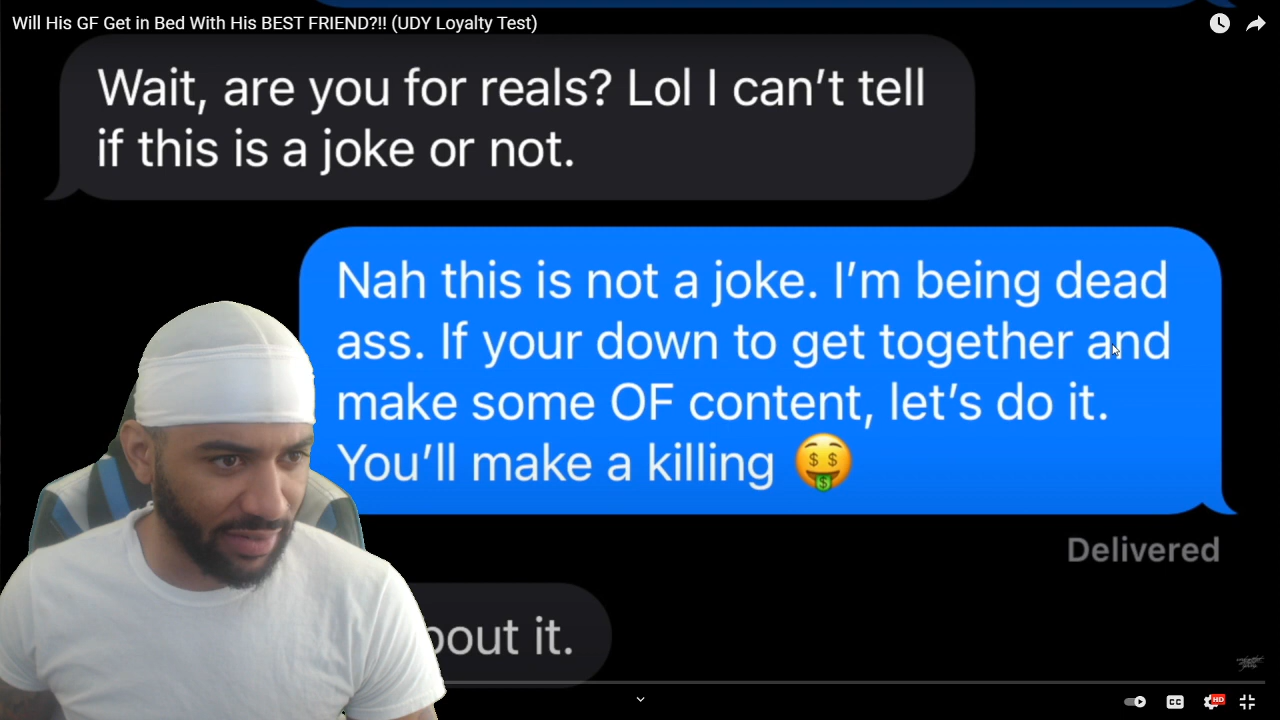 Will His GF Get in Bed With His BEST FRIEND?!! (UDY Loyalty Test)
Wait, are you for reals? Lol I can’t tell
if this is a joke or not.
Nah this is not a joke. I’m being dead
ass. If your down to get together and
make some OF content, let’s do it.
You’ll make a killing 🤑
Delivered
it.
CC
HD